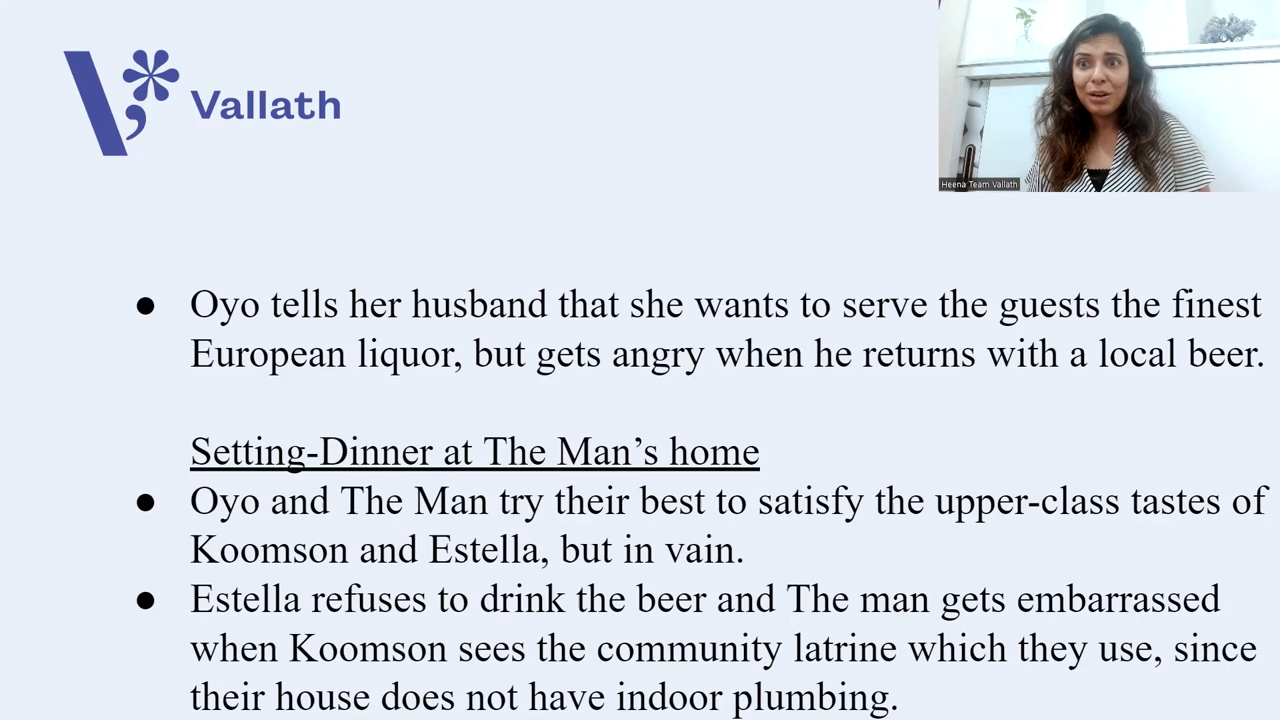 Vallath
Heena Team Vallath
● Oyo tells her husband that she wants to serve the guests the finest
European liquor, but gets angry when he returns with a local beer.
Setting-Dinner at The Man’s home
● Oyo and The Man try their best to satisfy the upper-class tastes of
Koomson and Estella, but in vain.
● Estella refuses to drink the beer and The man gets embarrassed
when Koomson sees the community latrine which they use, since
their house does not have indoor plumbing.